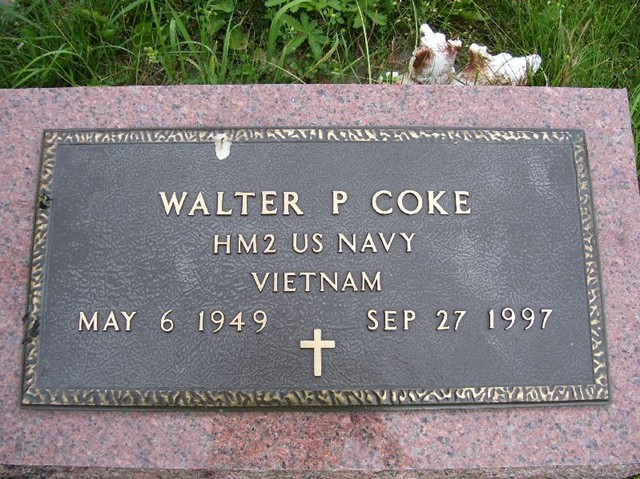 WALTER P COKE
HM2 US NAVY
VIETNAM
MAY 6 1949 SEP 27 1997